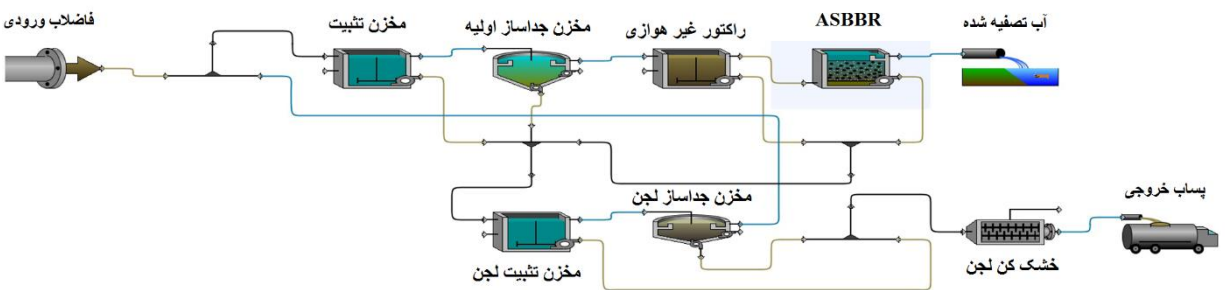 فاضلاب ورودی
مخزن تثبیت
مخزن جداساز اولیه
راکتور غیر هوازی
ASBBR
آب تصفیه شده
مخزن تثبیت لجن
مخزن جداساز لجن
خشک کن لجن
پساب خروجی